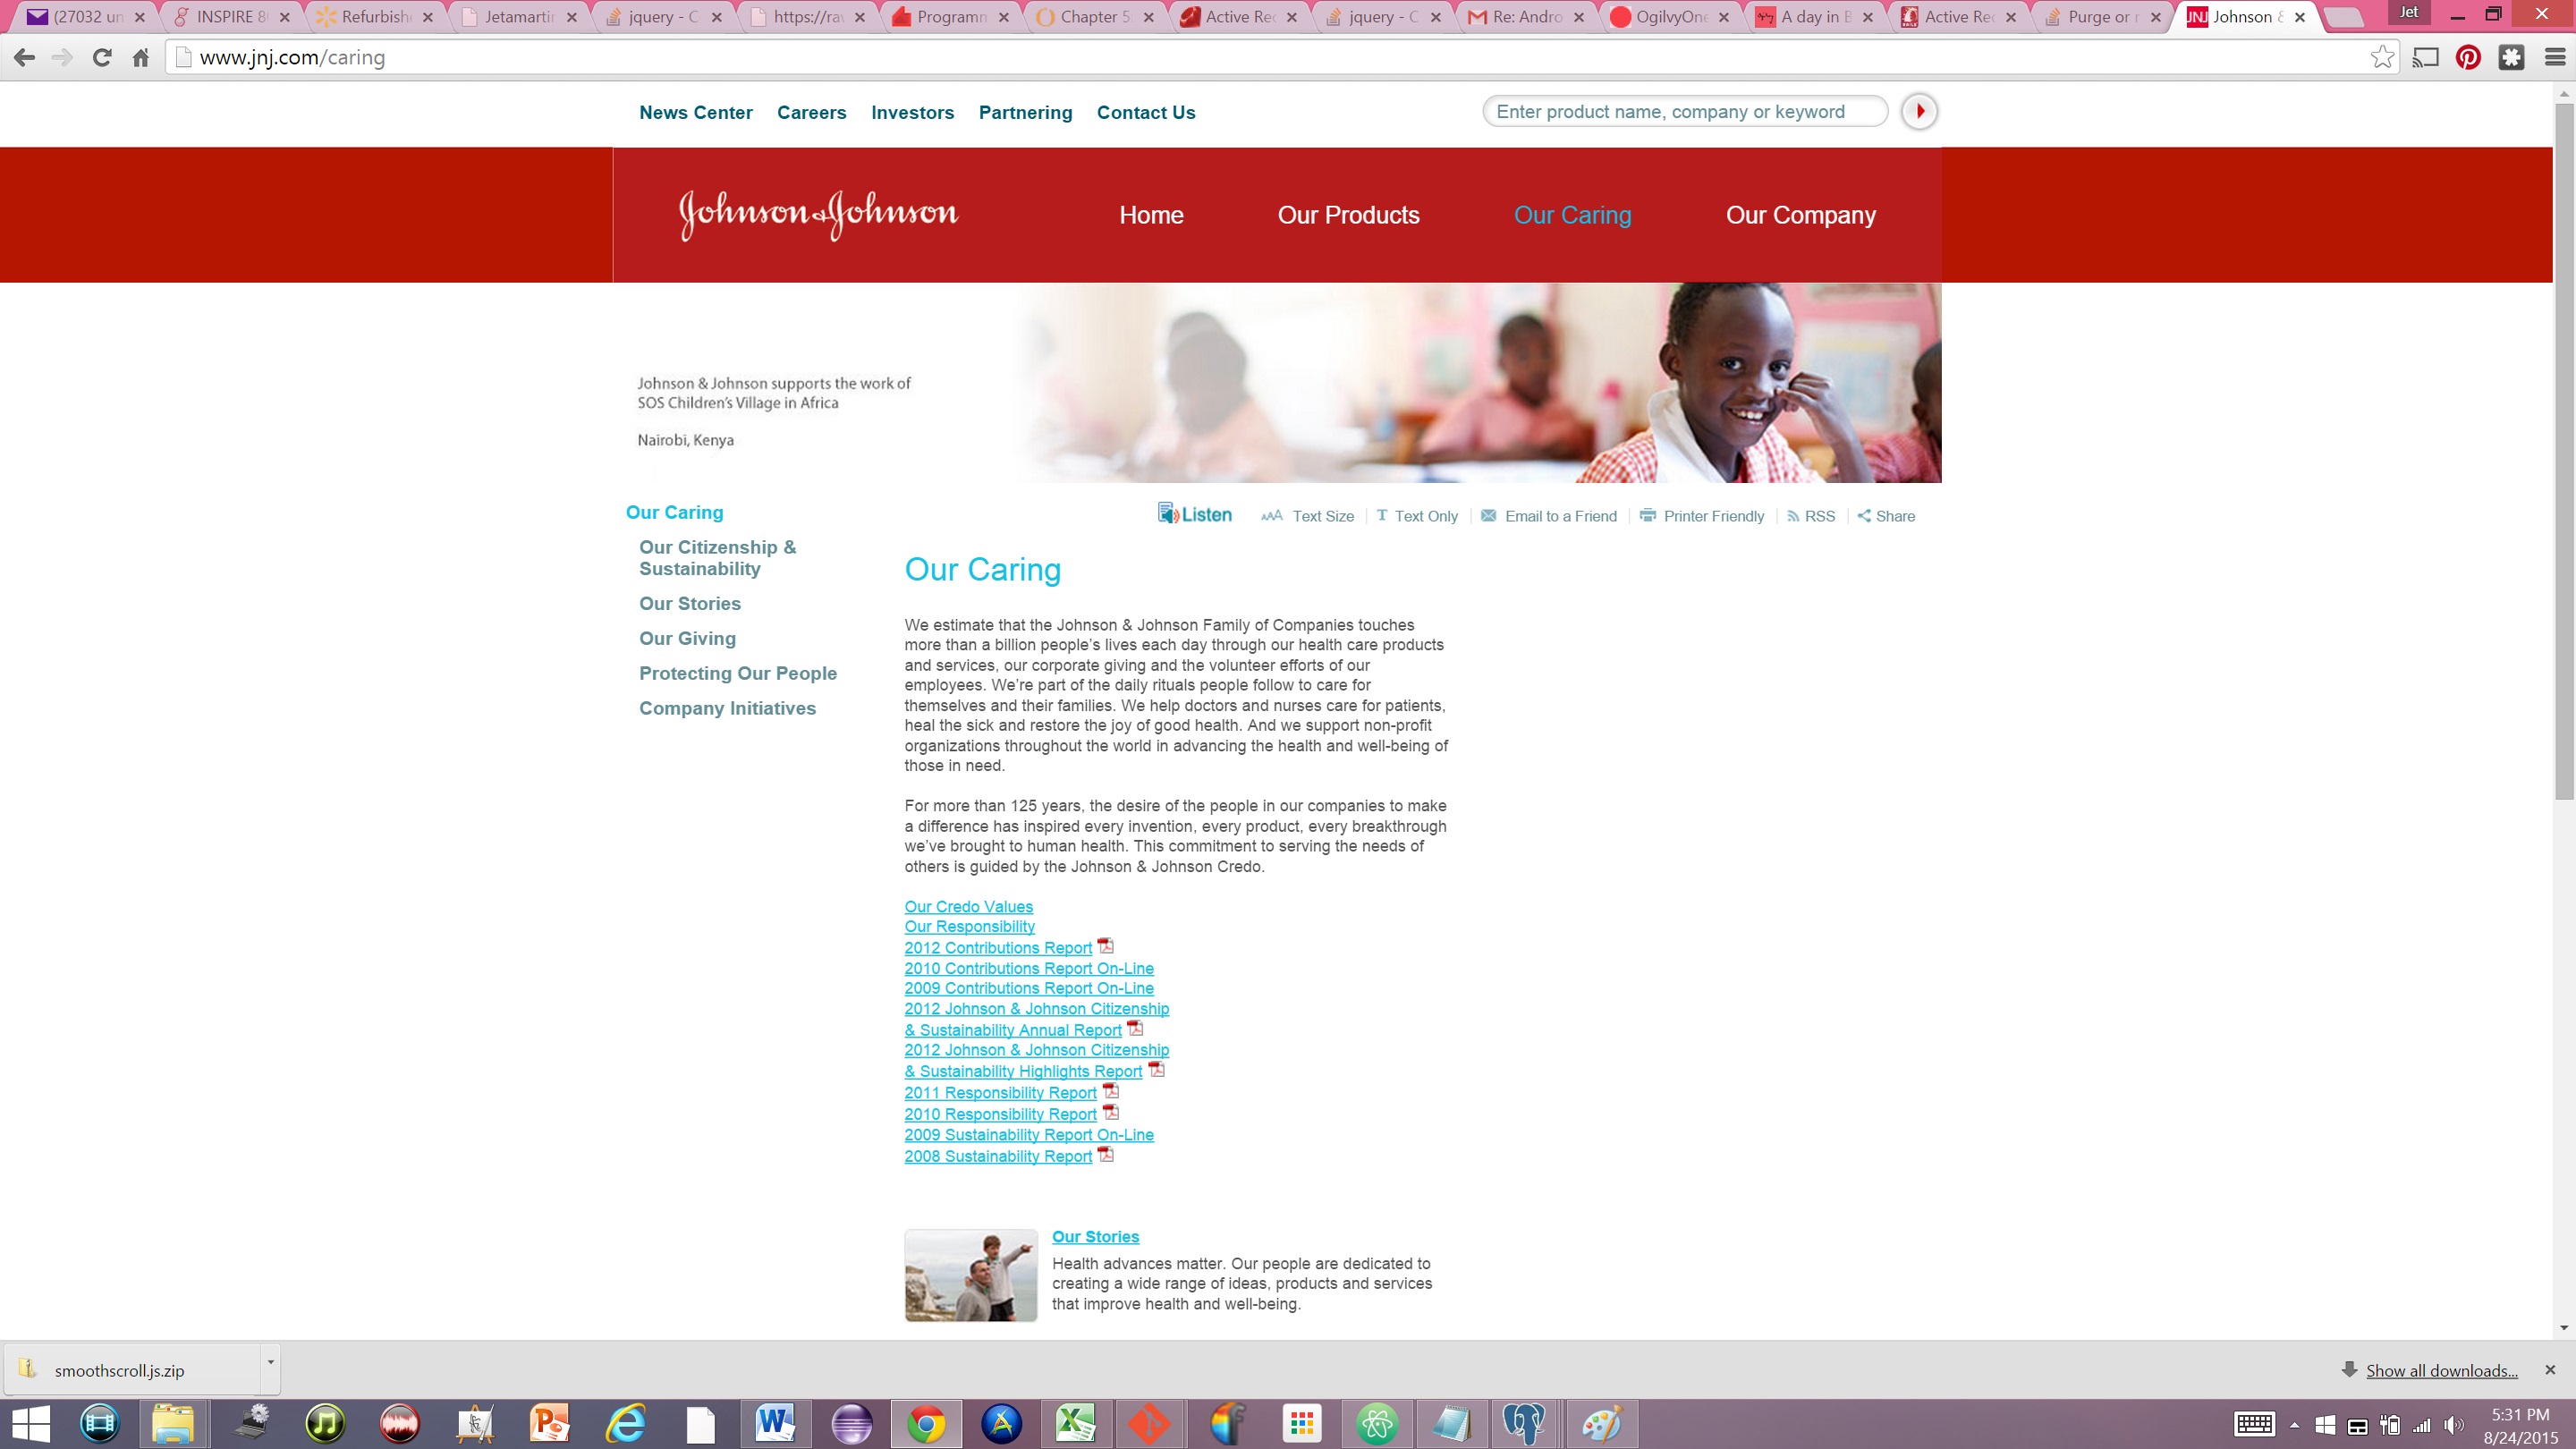 (27032 un
INSPIRE 8
Refurbish
Jetamartin
jquery - C
https://rav
Programm
Chapter 5
Active Rec
jquery - C
Re: Andro
OgilvyOne
A day in B
Active Rec
Purge or r
JNJ Johnson &
Jet
www.jnj.com/caring
News Center Careers Investors Partnering Contact Us
Enter product name, company or keyword
Johnson & Johnson
Home Our Products Our Caring Our Company
Johnson & Johnson supports the work of
SOS Children's Village in Africa
Nairobi, Kenya
Our Caring
Our Citizenship &
Sustainability
Our Stories
Our Giving
Protecting Our People
Company Initiatives
Listen AAA Text Size T Text Only Email to a Friend Printer Friendly RSS Share
Our Caring
We estimate that the Johnson & Johnson Family of Companies touches
more than a billion people's lives each day through our health care products
and services, our corporate giving and the volunteer efforts of our
employees. We're part of the daily rituals people follow to care for
themselves and their families. We help doctors and nurses care for patients,
heal the sick and restore the joy of good health. And we support non-profit
organizations throughout the world in advancing the health and well-being of
those in need.
For more than 125 years, the desire of the people in our companies to make
a difference has inspired every invention, every product, every breakthrough
we've brought to human health. This commitment to serving the needs of
others is guided by the Johnson & Johnson Credo.
Our Credo Values
Our Responsibility
2012 Contributions Report
2010 Contributions Report On-Line
2009 Contributions Report On-Line
2012 Johnson & Johnson Citizenship
& Sustainability Annual Report
2012 Johnson & Johnson Citizenship
& Sustainability Highlights Report
2011 Responsibility Report
2010 Responsibility Report
2009 Sustainability Report On-Line
2008 Sustainability Report
Our Stories
Health advances matter. Our people are dedicated to
creating a wide range of ideas, products and services
that improve health and well-being.
smoothscroll.js.zip
Show all downloads...
5:31 PM
8/24/2015